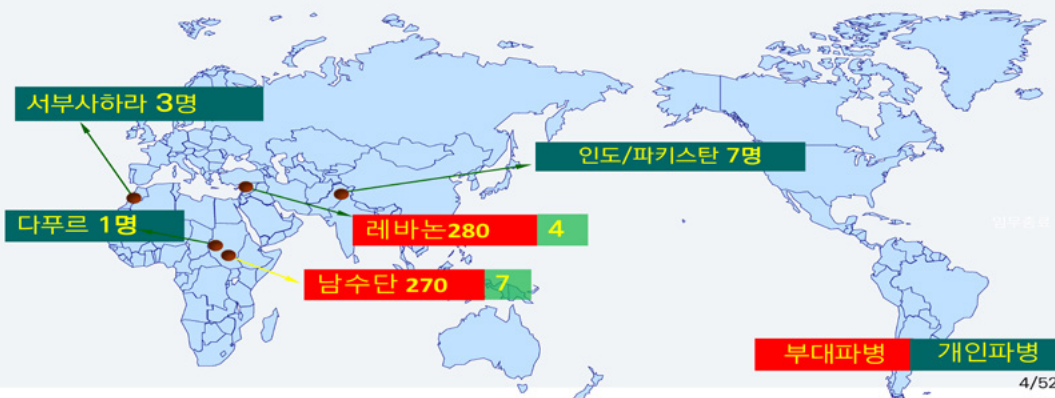 서부사하라 3명
인도/파키스탄 7명
다푸르 1명
레바논280 4
남수단 270 7
부대파병 개인파병
4/52